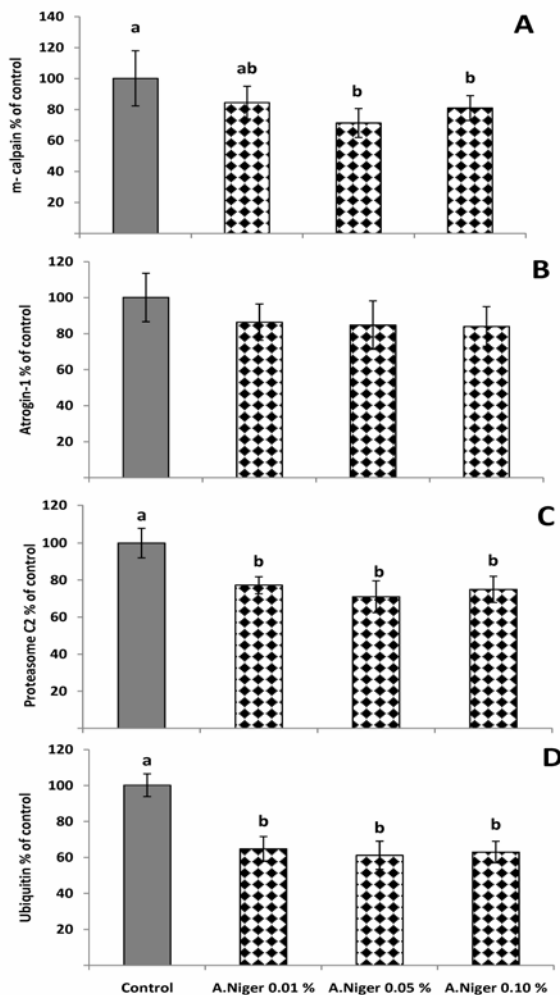 A
140
120
100
80
60
40
20
m- calpain % of control
a
ab
b
b
B
120
100
80
60
40
20
Atrogin-1 % of control
C
120
100
80
60
40
20
Proteasome C2 % of control
a
b
b
b
D
120
100
80
60
40
20
Ubiquitin % of control
a
b
b
b
Control A.Niger 0.01 % A.Niger 0.05 % A.Niger 0.10 %